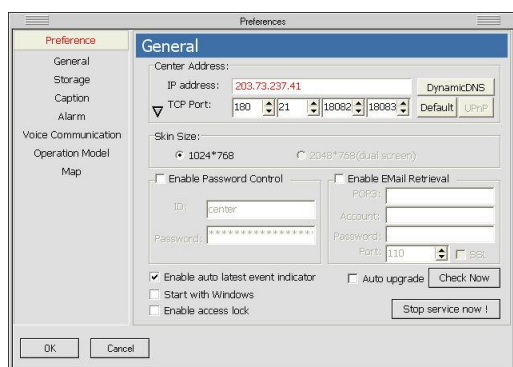 Preferences
Preference
General
Storage
Caption
Alarm
Voice Communication
Operation Model
Map
General
Center Address:
IP address: 203.73.237.41 DynamicDNS
TCP Port: 180 21 18082 18083 Default UPnP
Skin Size:
1024*768 2048*768(dual screen)
Enable Password Control
ID: center
Password: ****************
Enable EMail Retrieval
POP3:
Account:
Password:
Port: 110 SSL
Enable auto latest event indicator
Start with Windows
Enable access lock
Auto upgrade Check Now
Stop service now !
OK Cancel